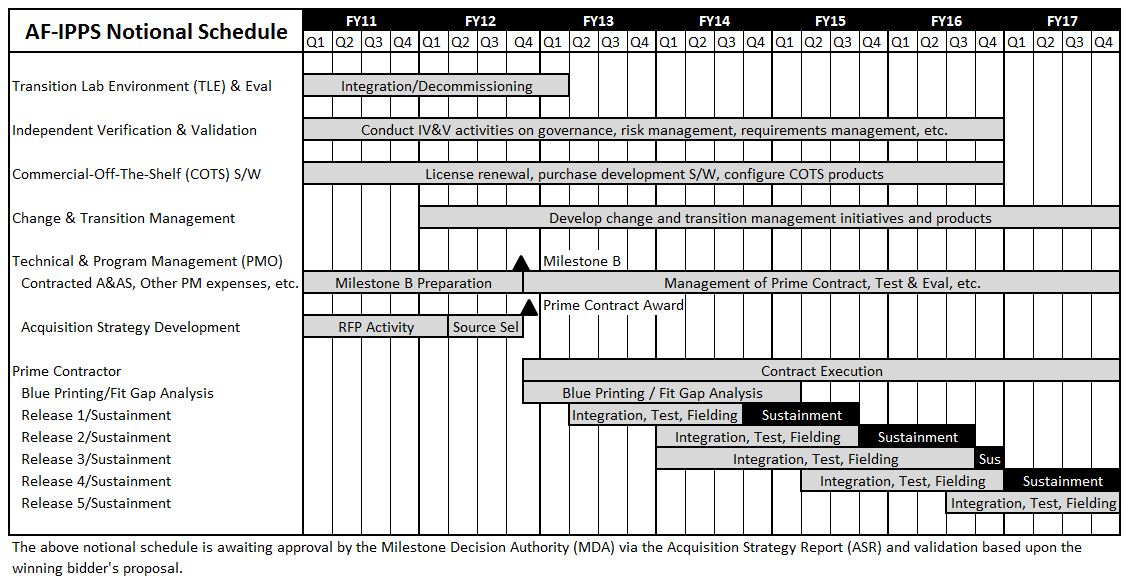 AF-IPPS Notional Schedule
FY11 FY12 FY13 FY14 FY15 FY16 FY17
Q1 Q2 Q3 Q4 Q1 Q2 Q3 Q4 Q1 Q2 Q3 Q4 Q1 Q2 Q3 Q4 Q1 Q2 Q3 Q4 Q1 Q2 Q3 Q4 Q1 Q2 Q3 Q4
Transition Lab Environment (TLE) & Eval Integration/Decommissioning
Independent Verification & Validation Conduct IV&V activities on governance, risk management, requirements management, etc.
Commercial-Off-The-Shelf (COTS) S/W License renewal, purchase development S/W, configure COTS products
Change & Transition Management Develop change and transition management initiatives and products
Technical & Program Management (PMO) Milestone B
Contracted A&AS, Other PM expenses, etc. Milestone B Preparation Management of Prime Contract, Test & Eval, etc.
Prime Contract Award
Acquisition Strategy Development RFP Activity Source Sel
Prime Contractor Contract Execution
Blue Printing/Fit Gap Analysis Blue Printing / Fit Gap Analysis
Release 1/Sustainment Integration, Test, Fielding Sustainment
Release 2/Sustainment Integration, Test, Fielding Sustainment
Release 3/Sustainment Integration, Test, Fielding Sus
Release 4/Sustainment Integration, Test, Fielding Sustainment
Release 5/Sustainment Integration, Test, Fielding
The above notional schedule is awaiting approval by the Milestone Decision Authority (MDA) via the Acquisition Strategy Report (ASR) and validation based upon the
winning bidder's proposal.